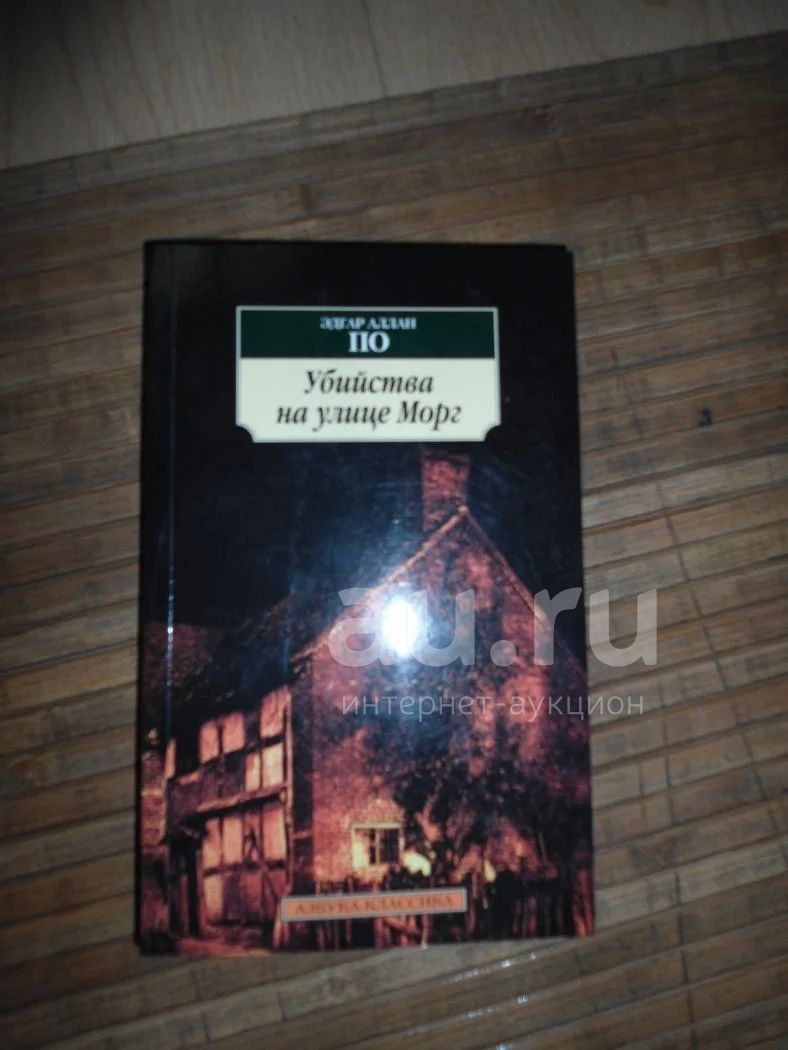 ЭДГАР АЛЛАН
ПО
Убийства
на улице Морг
au.ru
интернет-аукцион
АЗБУКА-КЛАССИКА